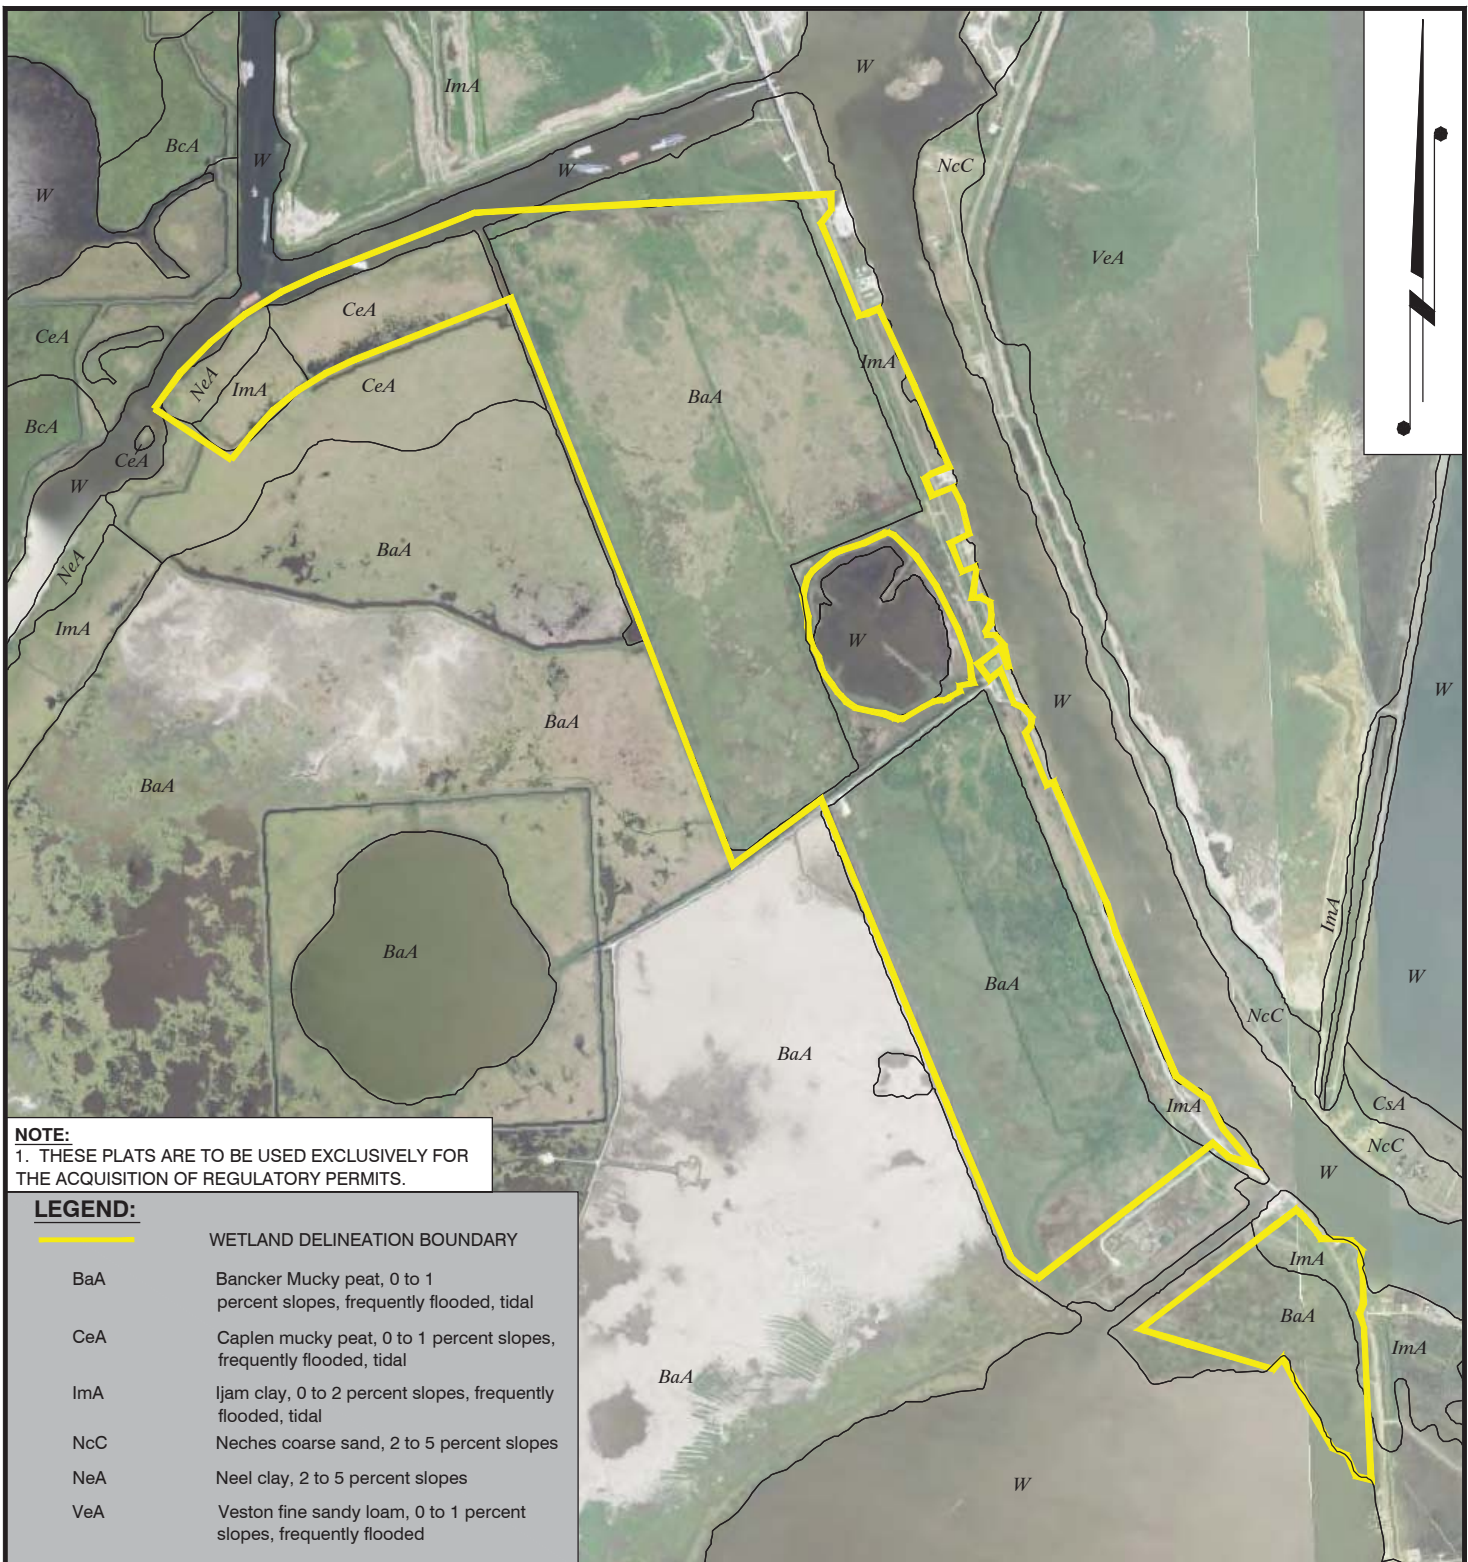 W
ImA
BcA
W
W
W
NcC
VeA
CeA
CeA
NeA
ImA
CeA
ImA
BaA
BcA
CeA
W
BaA
NeA
ImA
W
W
W
BaA
BaA
BaA
ImA
W
BaA
NcC
BaA
ImA
CsA
NcC
W
ImA
BaA
ImA
BaA
W
NOTE:
1. THESE PLATS ARE TO BE USED EXCLUSIVELY FOR
THE ACQUISITION OF REGULATORY PERMITS.
LEGEND:
WETLAND DELINEATION BOUNDARY
BaA Bancker Mucky peat, 0 to 1
percent slopes, frequently flooded, tidal
CeA Caplen mucky peat, 0 to 1 percent slopes,
frequently flooded, tidal
ImA Ijam clay, 0 to 2 percent slopes, frequently
flooded, tidal
NcC Neches coarse sand, 2 to 5 percent slopes
NeA Neel clay, 2 to 5 percent slopes
VeA Veston fine sandy loam, 0 to 1 percent
slopes, frequently flooded